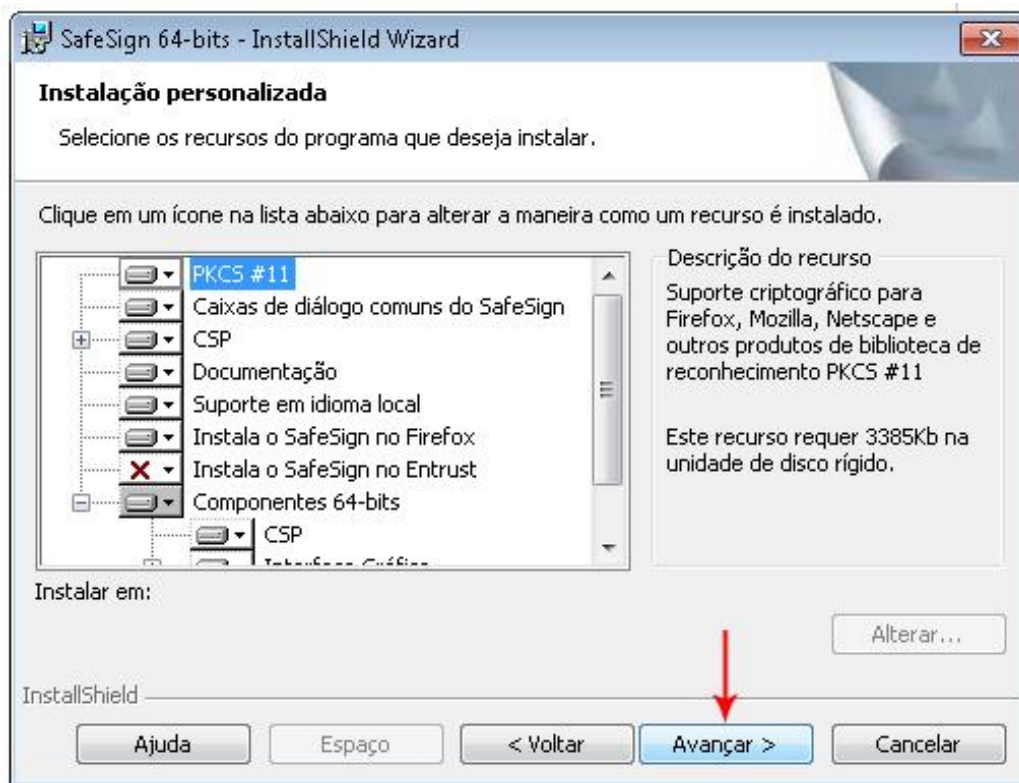 SafeSign 64-bits - InstallShield Wizard
Instalação personalizada
Selecione os recursos do programa que deseja instalar.
Clique em um ícone na lista abaixo para alterar a maneira como um recurso é instalado.
PKCS #11
Caixas de diálogo comuns do SafeSign
CSP
Documentação
Suporte em idioma local
Instala o SafeSign no Firefox
Instala o SafeSign no Entrust
Componentes 64-bits
CSP
Interface Gráfica
Descrição do recurso
Suporte criptográfico para
Firefox, Mozilla, Netscape e
outros produtos de biblioteca de
reconhecimento PKCS #11
Este recurso requer 3385Kb na
unidade de disco rígido.
Instalar em:
Alterar...
InstallShield
Ajuda
Espaço
< Voltar
Avançar >
Cancelar